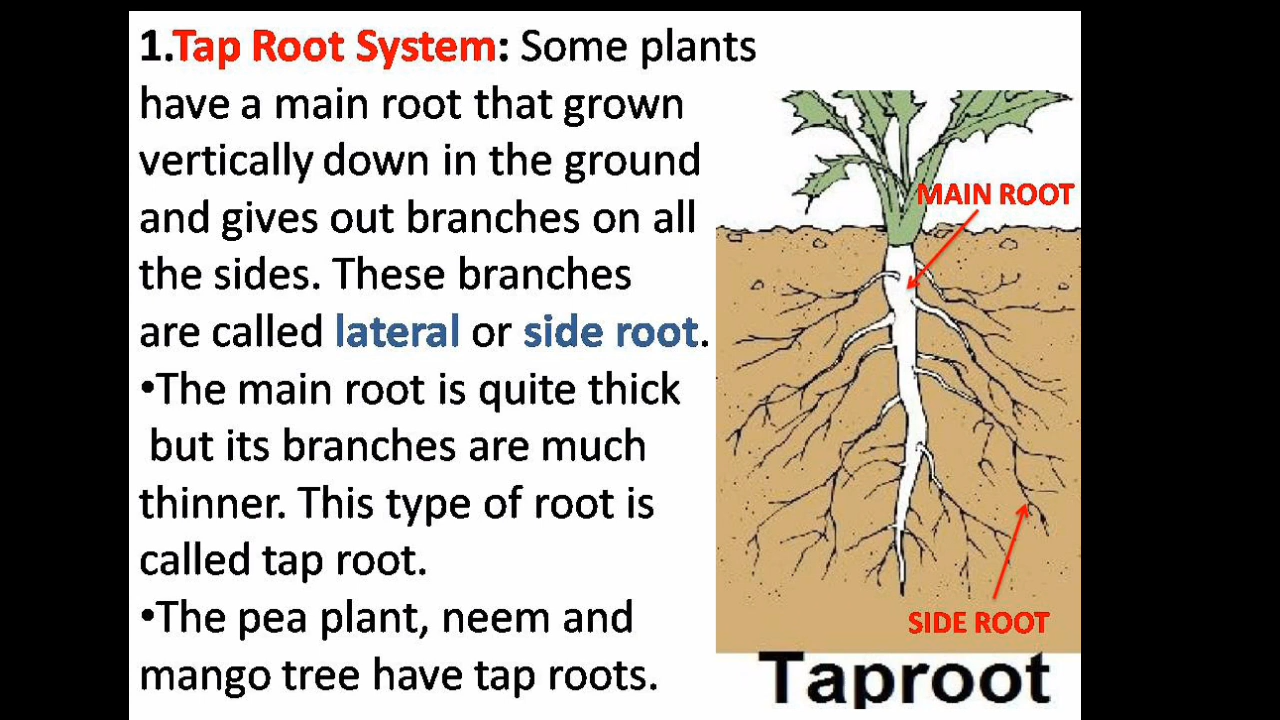 1.Tap Root System: Some plants
have a main root that grown
vertically down in the ground
and gives out branches on all
the sides. These branches
are called lateral or side root.
•The main root is quite thick
but its branches are much
thinner. This type of root is
called tap root.
•The pea plant, neem and
mango tree have tap roots.
MAIN ROOT
SIDE ROOT
Taproot